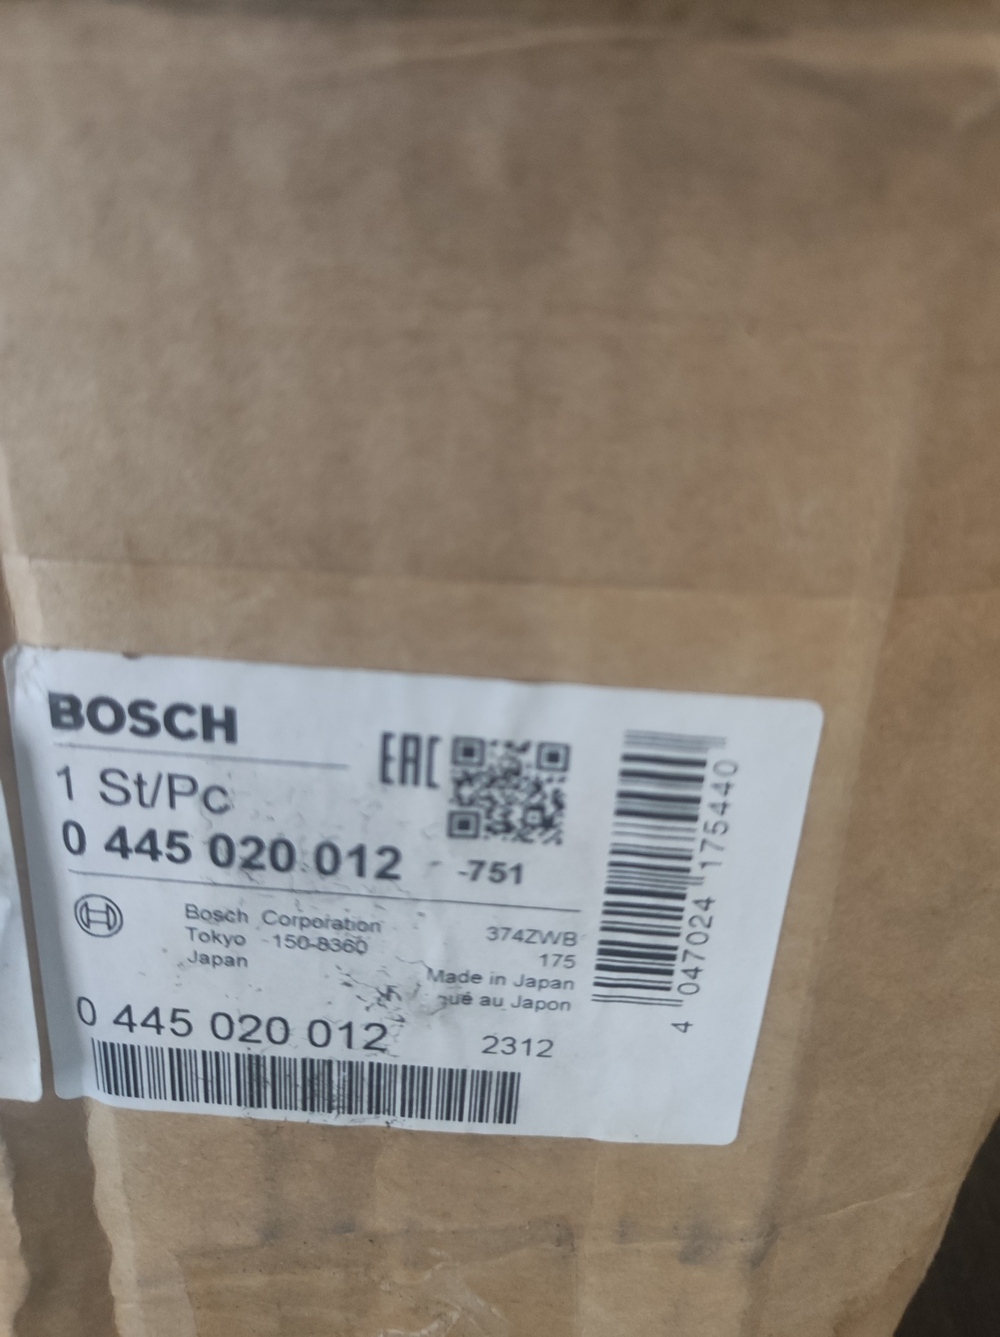 BOSCH
EAC
1 St/Pc
0 445 020 012 -751
Bosch Corporation
Tokyo 150-8360
Japan
374ZWB
175
Made in Japan
qué au Japon
0 445 020 012
2312
4 047024 175440